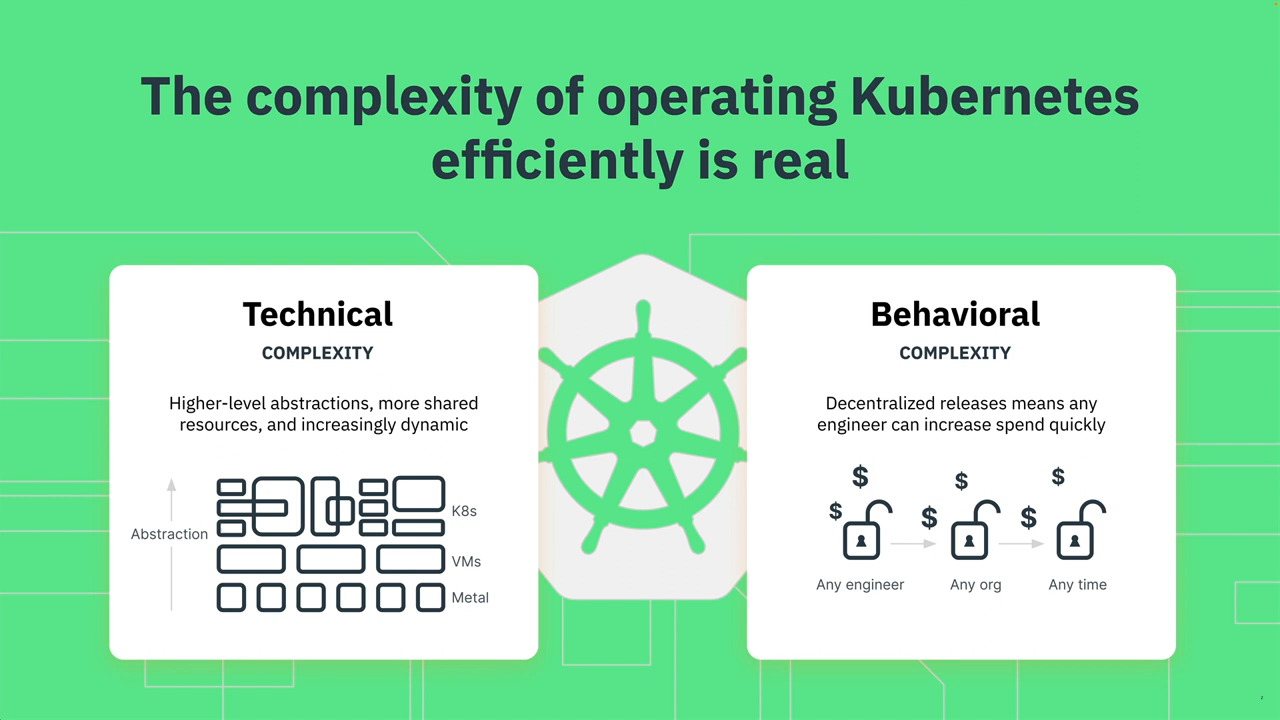 The complexity of operating Kubernetes
efficiently is real
Technical
COMPLEXITY
Higher-level abstractions, more shared
resources, and increasingly dynamic
Abstraction
K8s
VMs
Metal
Behavioral
COMPLEXITY
Decentralized releases means any
engineer can increase spend quickly
$
$
$
$
$
$
Any engineer
Any org
Any time